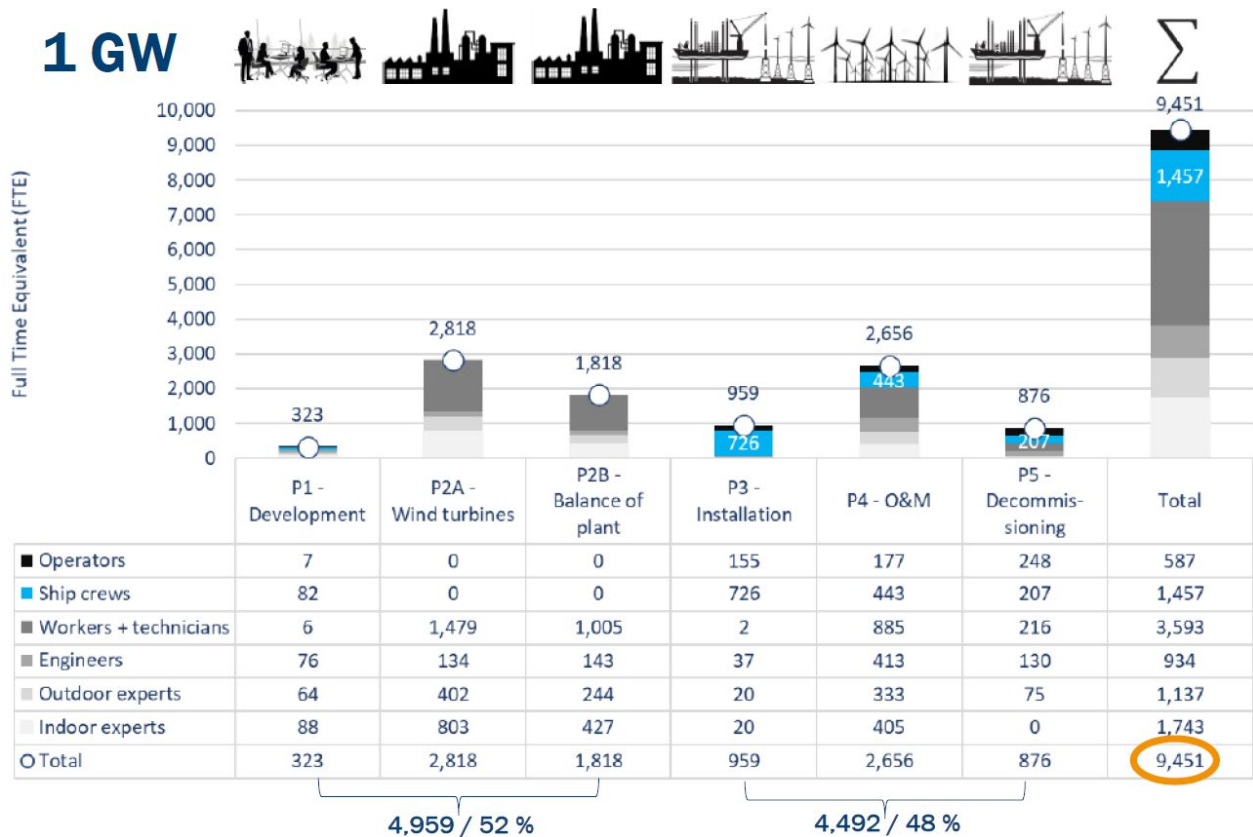 1 GW
Σ
9,451
Full Time Equivalent (FTE)
10,000
9,000
8,000
7,000
6,000
5,000
4,000
3,000
2,000
1,000
0
323
2,818
1,818
959
726
2,656
443
876
207
1,457
P1 -
Development
P2A -
Wind turbines
P2B -
Balance of
plant
P3 -
Installation
P4 - O&M
P5 -
Decommis-
sioning
Total
Operators 7 0 0 155 177 248 587
Ship crews 82 0 0 726 443 207 1,457
Workers + technicians 6 1,479 1,005 2 885 216 3,593
Engineers 76 134 143 37 413 130 934
Outdoor experts 64 402 244 20 333 75 1,137
Indoor experts 88 803 427 20 405 0 1,743
Total 323 2,818 1,818 959 2,656 876 9,451
4,959 / 52 %
4,492 / 48 %